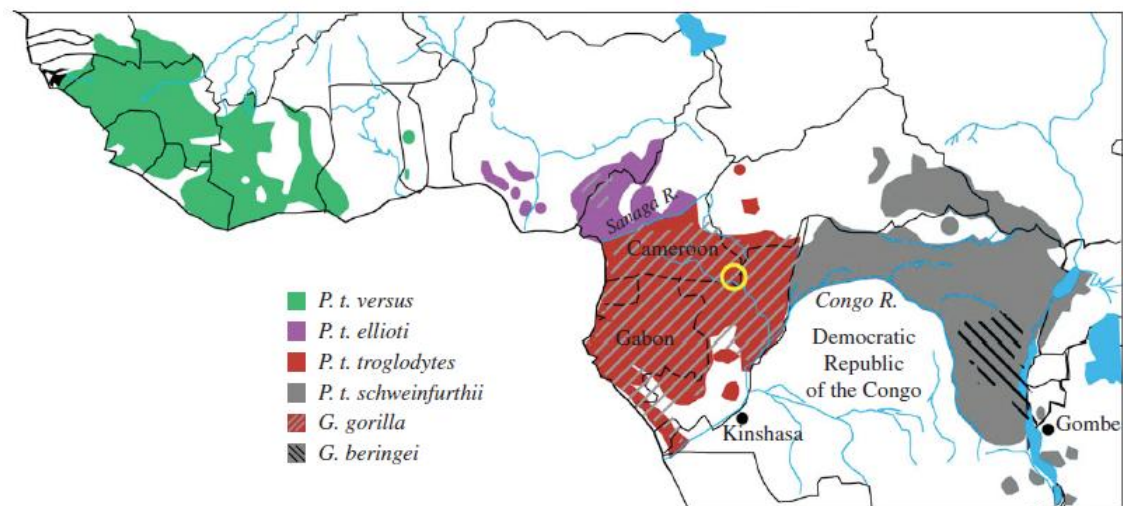 Sanaga R.
Cameroon
Gabon
Congo R.
Democratic
Republic
of the Congo
Kinshasa
Gombe
P. t. versus
P. t. ellioti
P. t. troglodytes
P. t. schweinfurthii
G. gorilla
G. beringei